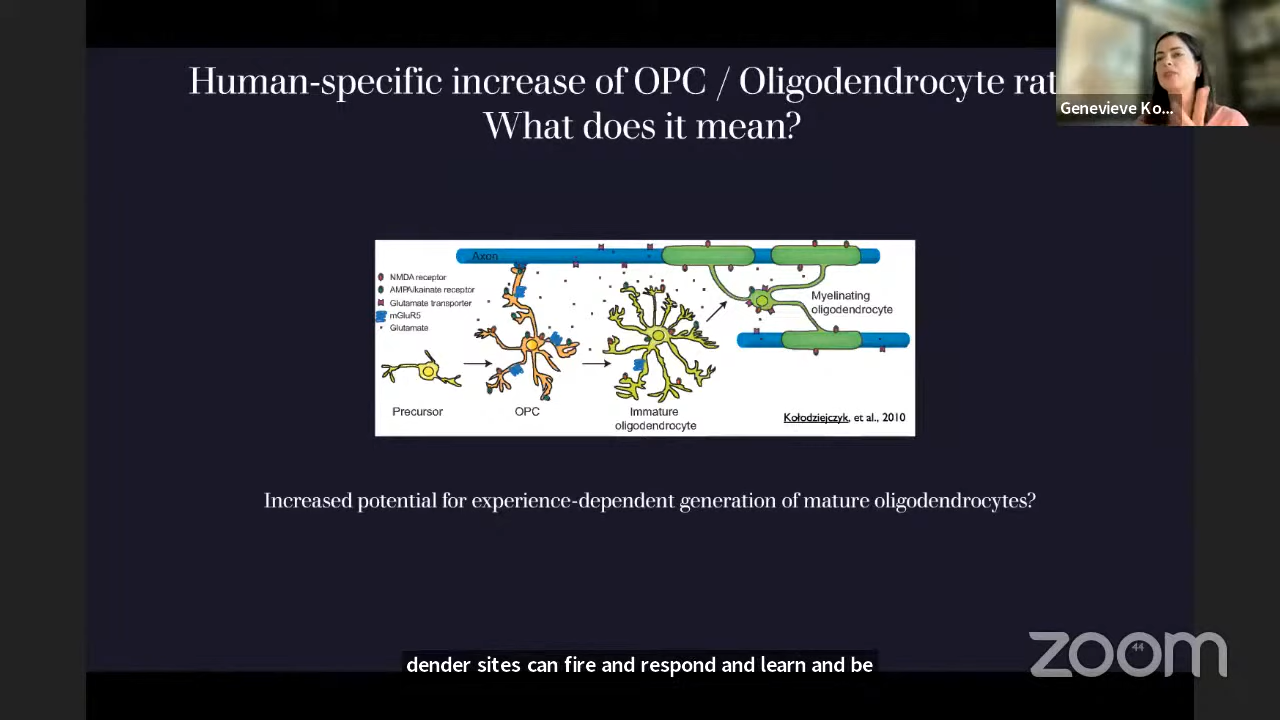 Human-specific increase of OPC / Oligodendrocyte rat
What does it mean?
Genevieve Ko...
Axon
NMDA receptor
AMPA/kainate receptor
Glutamate transporter
mGluR5
Glutamate
Myelinating
oligodendrocyte
Precursor
OPC
Immature
oligodendrocyte
Kołodziejczyk, et al., 2010
Increased potential for experience-dependent generation of mature oligodendrocytes?
44
zoom
dender sites can fire and respond and learn and be